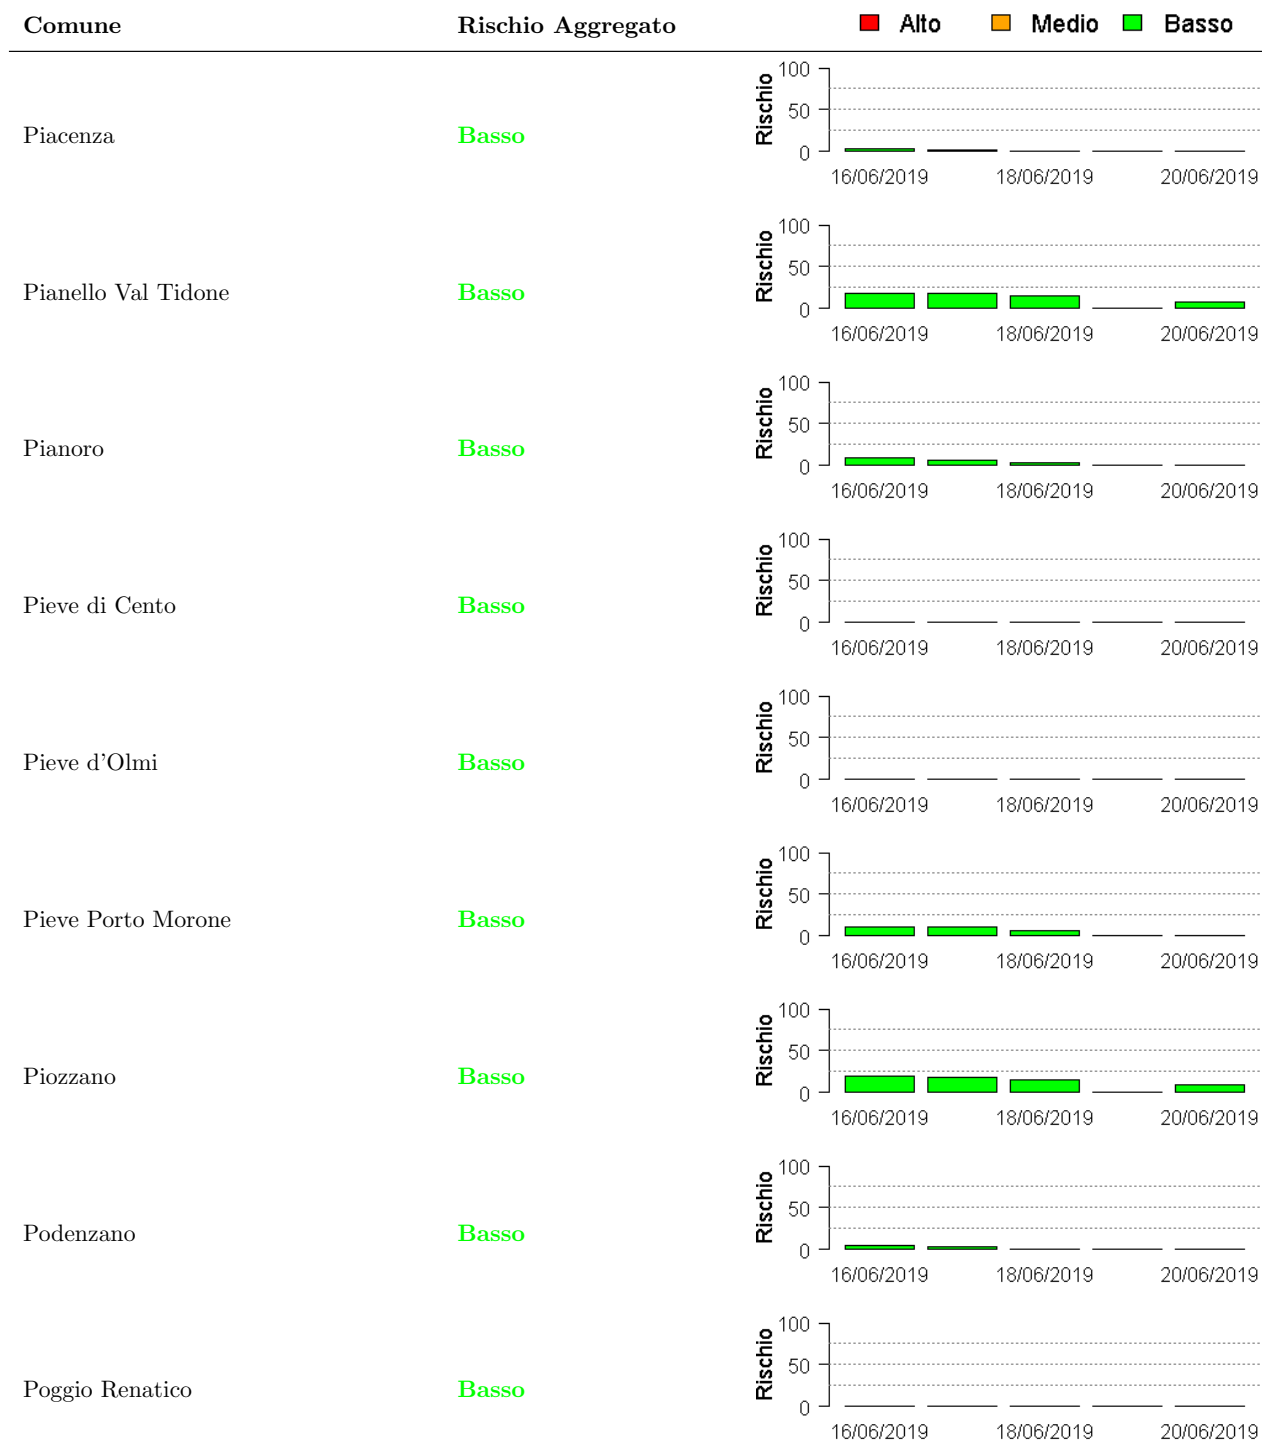 Comune Rischio Aggregato Alto Medio Basso
Piacenza Basso Rischio 100 50 0
16/06/2019 18/06/2019 20/06/2019
Pianello Val Tidone Basso Rischio 100 50 0
16/06/2019 18/06/2019 20/06/2019
Pianoro Basso Rischio 100 50 0
16/06/2019 18/06/2019 20/06/2019
Pieve di Cento Basso Rischio 100 50 0
16/06/2019 18/06/2019 20/06/2019
Pieve d'Olmi Basso Rischio 100 50 0
16/06/2019 18/06/2019 20/06/2019
Pieve Porto Morone Basso Rischio 100 50 0
16/06/2019 18/06/2019 20/06/2019
Piozzano Basso Rischio 100 50 0
16/06/2019 18/06/2019 20/06/2019
Podenzano Basso Rischio 100 50 0
16/06/2019 18/06/2019 20/06/2019
Poggio Renatico Basso Rischio 100 50 0
16/06/2019 18/06/2019 20/06/2019